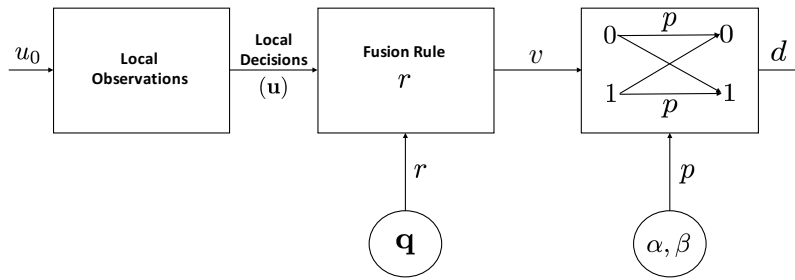 u₀
Local
Observations
Local
Decisions
(u)
Fusion Rule
r
v
p
0 0
1 1
p
d
r
p
q
α, β